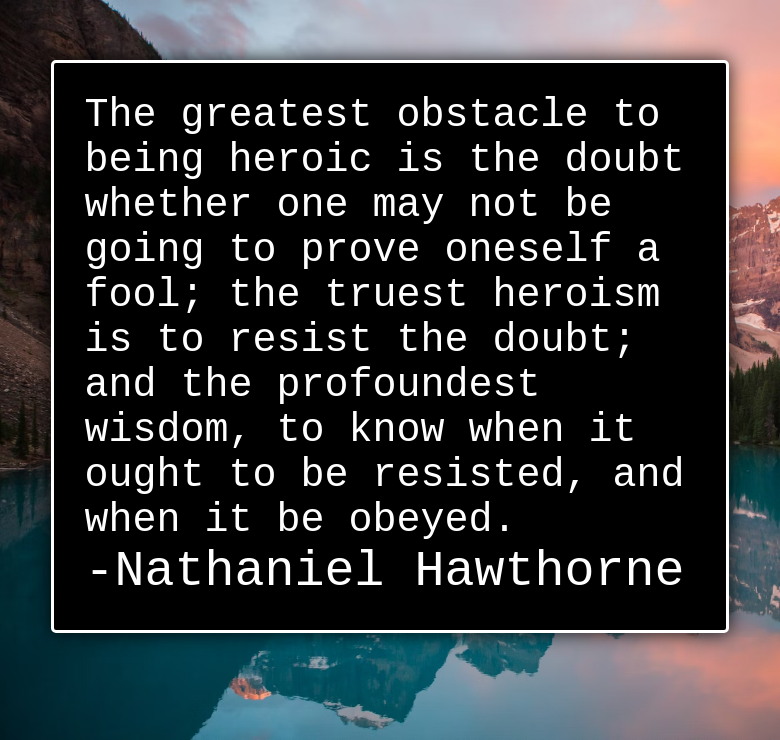 The greatest obstacle to
being heroic is the doubt
whether one may not be
going to prove oneself a
fool; the truest heroism
is to resist the doubt;
and the profoundest
wisdom, to know when it
ought to be resisted, and
when it be obeyed.
-Nathaniel Hawthorne